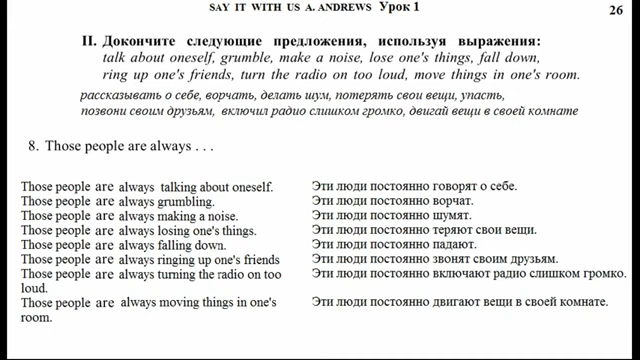 SAY IT WITH US A. ANDREWS Урок 1
26
II. Докончите следующие предложения, используя выражения:
talk about oneself, grumble, make a noise, lose one's things, fall down,
ring up one's friends, turn the radio on too loud, move things in one's room.
рассказывать о себе, ворчать, делать шум, потерять свои вещи, упасть,
позвони своим друзьям, включил радио слишком громко, двигай вещи в своей комнате
8. Those people are always . . .
Those people are always talking about oneself. Эти люди постоянно говорят о себе.
Those people are always grumbling. Эти люди постоянно ворчат.
Those people are always making a noise. Эти люди постоянно шумят.
Those people are always losing one's things. Эти люди постоянно теряют свои вещи.
Those people are always falling down. Эти люди постоянно падают.
Those people are always ringing up one's friends Эти люди постоянно звонят своим друзьям.
Those people are always turning the radio on too Эти люди постоянно включают радио слишком громко.
loud.
Those people are always moving things in one's Эти люди постоянно двигают вещи в своей комнате.
room.